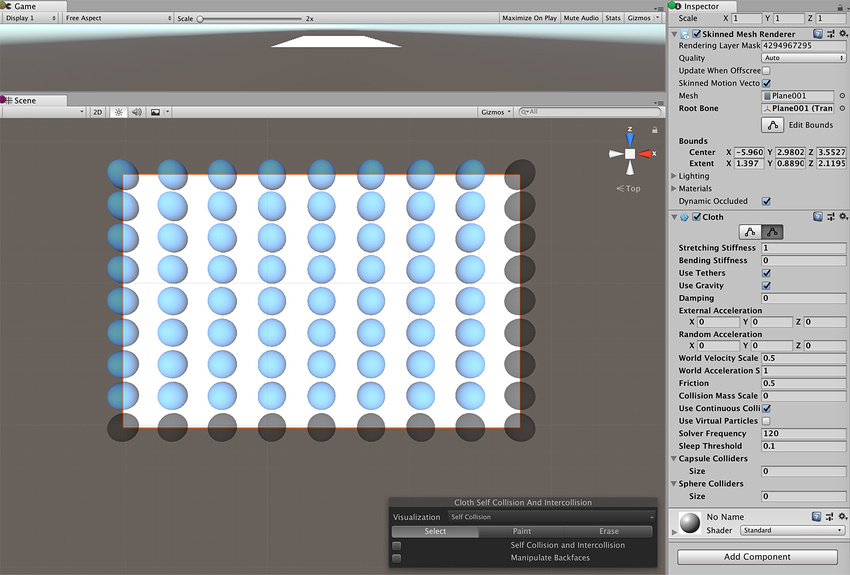 Game
Display 1 Free Aspect Scale 2x Maximize On Play Mute Audio Stats Gizmos
Scene
2D Gizmos All
z
x
Top
Cloth Self Collision And Intercollision
Visualization Self Collision
Select Paint Erase
Self Collision and Intercollision
Manipulate Backfaces
Inspector
Scale X 1 Y 1 Z 1
Skinned Mesh Renderer
Rendering Layer Mask 4294967295
Quality Auto
Update When Offscree
Skinned Motion Vecto
Mesh Plane001
Root Bone Plane001 (Tran
Edit Bounds
Bounds
Center X -5.960 Y 2.9802 Z 3.5527
Extent X 1.397 Y 0.8890 Z 2.1195
Lighting
Materials
Dynamic Occluded
Cloth
Stretching Stiffness 1
Bending Stiffness 0
Use Tethers
Use Gravity
Damping 0
External Acceleration
X 0 Y 0 Z 0
Random Acceleration
X 0 Y 0 Z 0
World Velocity Scale 0.5
World Acceleration S 1
Friction 0.5
Collision Mass Scale 0
Use Continuous Colli
Use Virtual Particles
Solver Frequency 120
Sleep Threshold 0.1
Capsule Colliders
Size 0
Sphere Colliders
Size 0
No Name
Shader Standard
Add Component